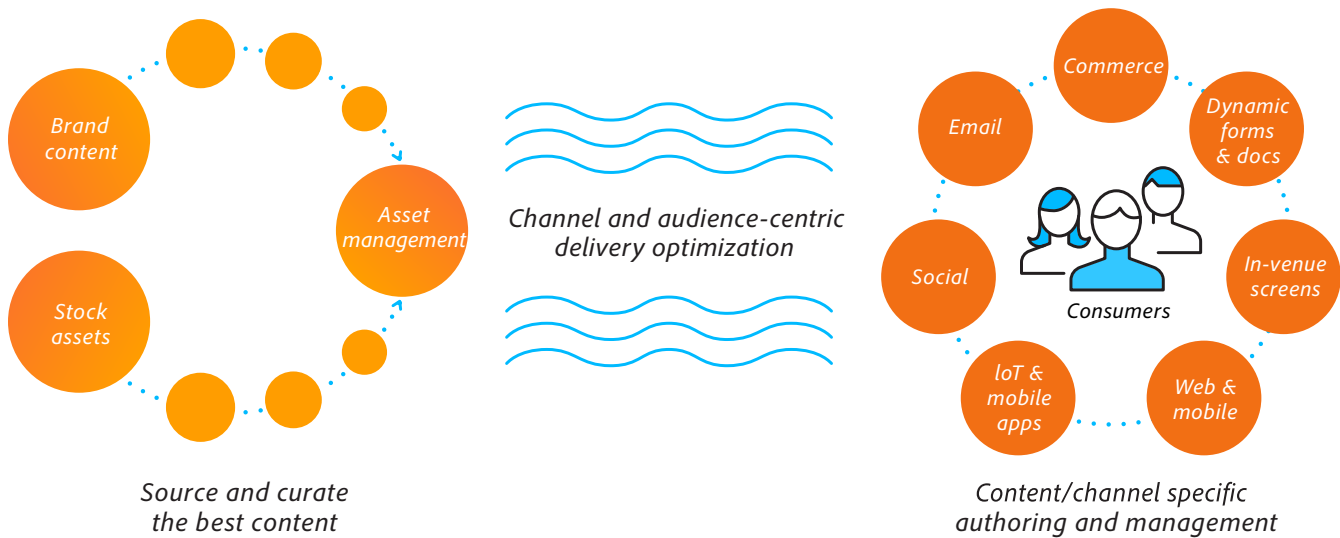 Brand
content
Stock
assets
Asset
management
Source and curate
the best content
Channel and audience-centric
delivery optimization
Commerce
Dynamic
forms
& docs
In-venue
screens
Web &
mobile
loT &
mobile
apps
Social
Email
Consumers
Content/channel specific
authoring and management